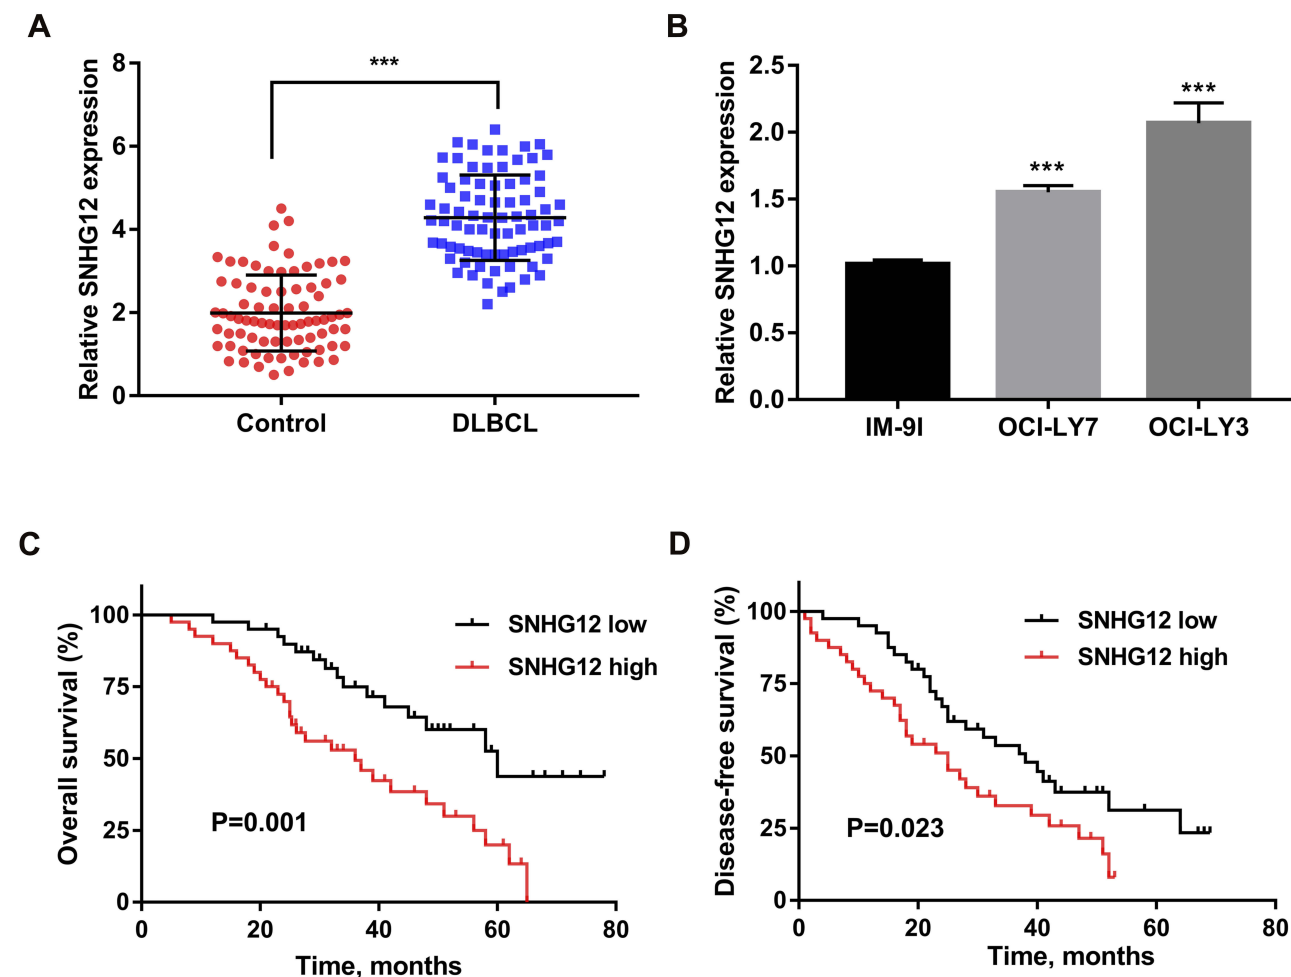 A
Relative SNHG12 expression
8
6
4
2
0
***
Control
DLBCL
B
Relative SNHG12 expression
2.5
2.0
1.5
1.0
0.5
0.0
***
***
IM-9I
OCI-LY7
OCI-LY3
C
Overall survival (%)
100
75
50
25
0
SNHG12 low
SNHG12 high
P=0.001
0
20
40
60
80
Time, months
D
Disease-free survival (%)
100
75
50
25
0
SNHG12 low
SNHG12 high
P=0.023
0
20
40
60
80
Time, months